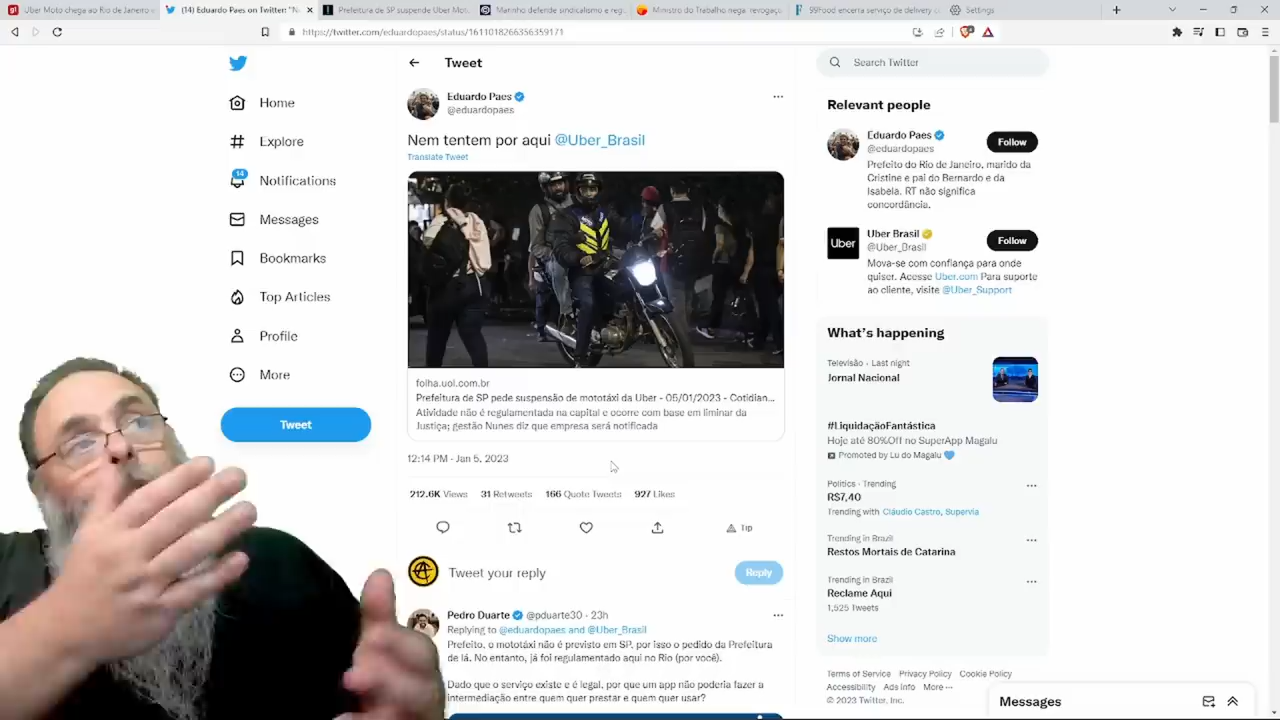 Uber Moto chega ao Rio de Janeiro e
(14) Eduardo Paes on Twitter: "N
Prefeitura de SP suspende Uber Mot
Marinho defende sindicalismo e reg
Ministro do Trabalho nega 'revogaç
99Food encerra serviço de delivery
Settings
https://twitter.com/eduardopaes/status/1611018266356359171
Home
Explore
14
Notifications
Messages
Bookmarks
Top Articles
Profile
More
Tweet
Tweet
Eduardo Paes
@eduardopaes
Nem tentem por aqui @Uber_Brasil
Translate Tweet
folha.uol.com.br
Prefeitura de SP pede suspensão de mototáxi da Uber - 05/01/2023 - Cotidian...
Atividade não é regulamentada na capital e ocorre com base em liminar da
Justiça; gestão Nunes diz que empresa será notificada
12:14 PM · Jan 5, 2023
212.6K Views 31 Retweets 166 Quote Tweets 927 Likes
Tip
Tweet your reply
Reply
Pedro Duarte @pduarte30 · 23h
Replying to @eduardopaes and @Uber_Brasil
Prefeito, o mototáxi não é previsto em SP, por isso o pedido da Prefeitura
de lá. No entanto, já foi regulamentado aqui no Rio (por você).
Dado que o serviço existe e é legal, por que um app não poderia fazer a
intermediação entre quem quer prestar e quem quer usar?
Search Twitter
Relevant people
Eduardo Paes
@eduardopaes
Follow
Prefeito do Rio de Janeiro, marido da
Cristine e pai do Bernardo e da
Isabela. RT não significa
concordância.
Uber
Uber Brasil
@Uber_Brasil
Follow
Mova-se com confiança para onde
quiser. Acesse Uber.com Para suporte
ao cliente, visite @Uber_Support
What's happening
Televisão · Last night
Jornal Nacional
#LiquidaçãoFantástica
Hoje até 80%Off no SuperApp Magalu
Promoted by Lu do Magalu
Politics · Trending
R$7,40
Trending with Cláudio Castro, Supervia
Trending in Brazil
Restos Mortais de Catarina
Trending in Brazil
Reclame Aqui
1,525 Tweets
Show more
Terms of Service Privacy Policy Cookie Policy
Accessibility Ads info More ...
© 2023 Twitter, Inc.
Messages